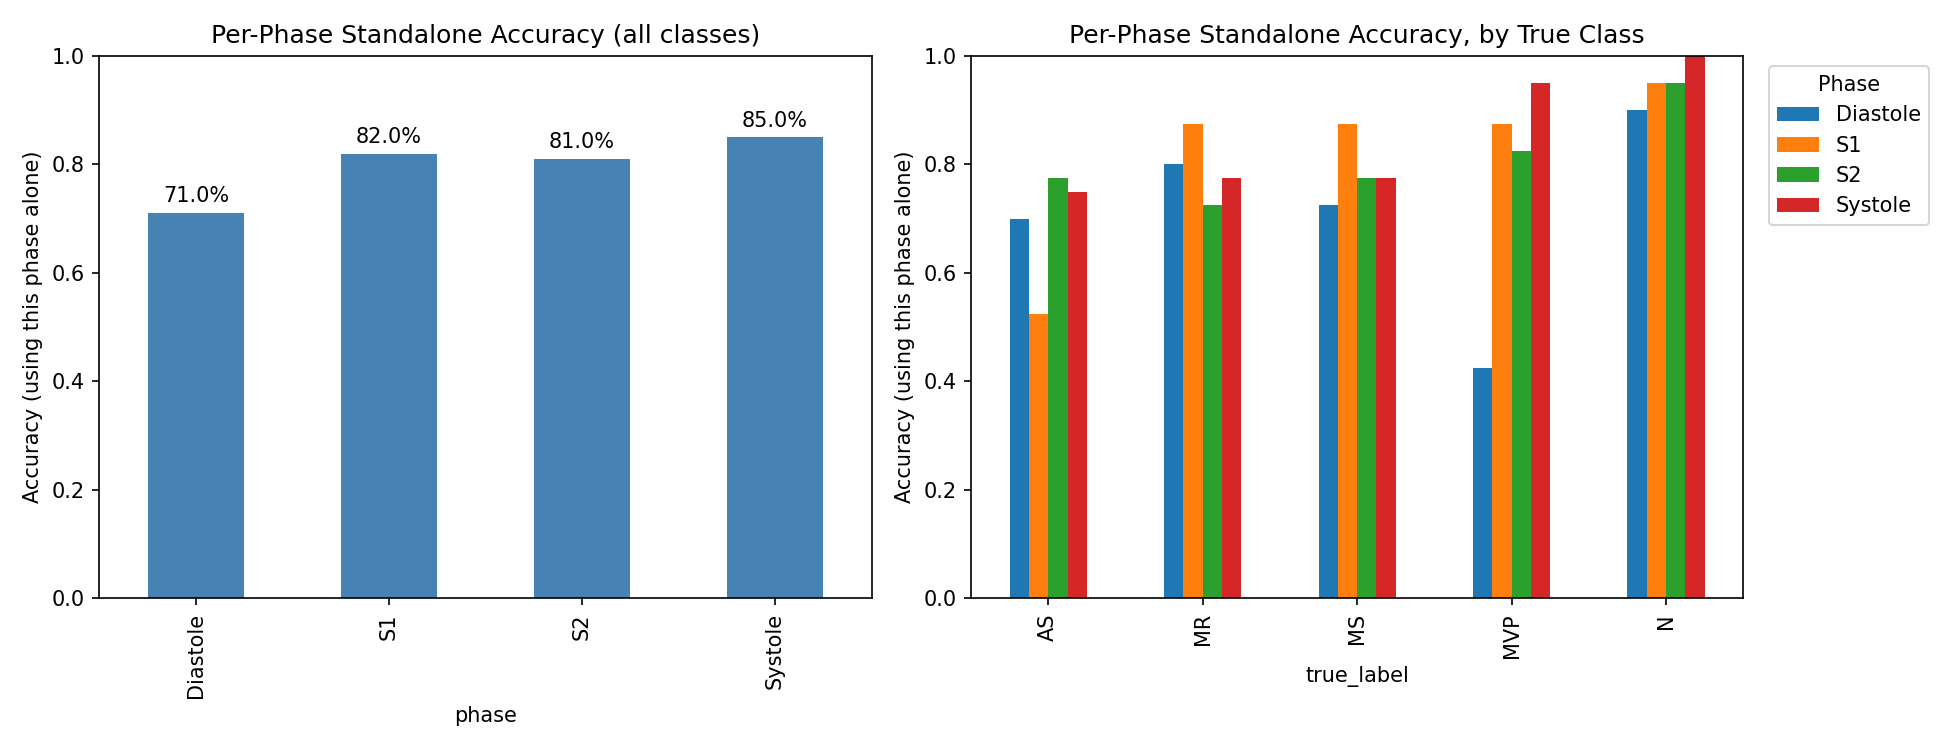 Per-Phase Standalone Accuracy (all classes)
Accuracy (using this phase alone)
1.0
0.8
0.6
0.4
0.2
0.0
71.0%
82.0%
81.0%
85.0%
Diastole
S1
S2
Systole
phase
Per-Phase Standalone Accuracy, by True Class
Accuracy (using this phase alone)
1.0
0.8
0.6
0.4
0.2
0.0
AS
MR
MS
MVP
N
true_label
Phase
Diastole
S1
S2
Systole